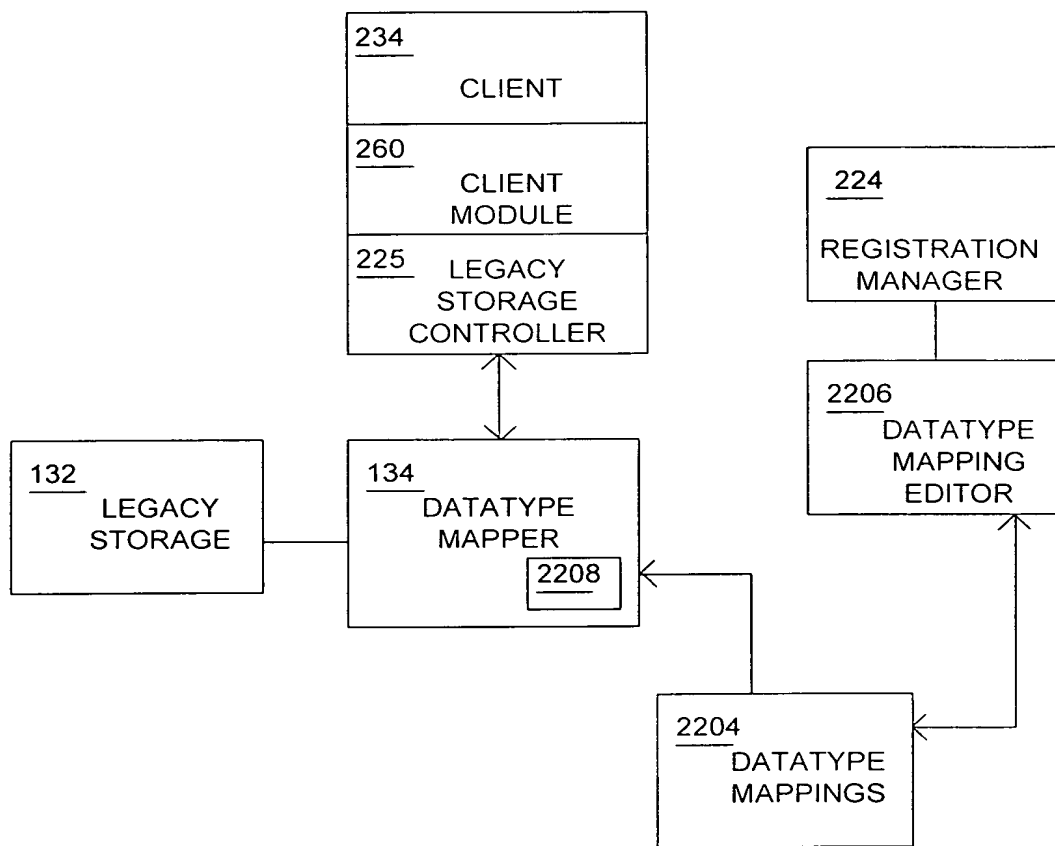 234
CLIENT
260
CLIENT
MODULE
225
LEGACY
STORAGE
CONTROLLER
224
REGISTRATION
MANAGER
2206
DATATYPE
MAPPING
EDITOR
132
LEGACY
STORAGE
134
DATATYPE
MAPPER
2208
2204
DATATYPE
MAPPINGS